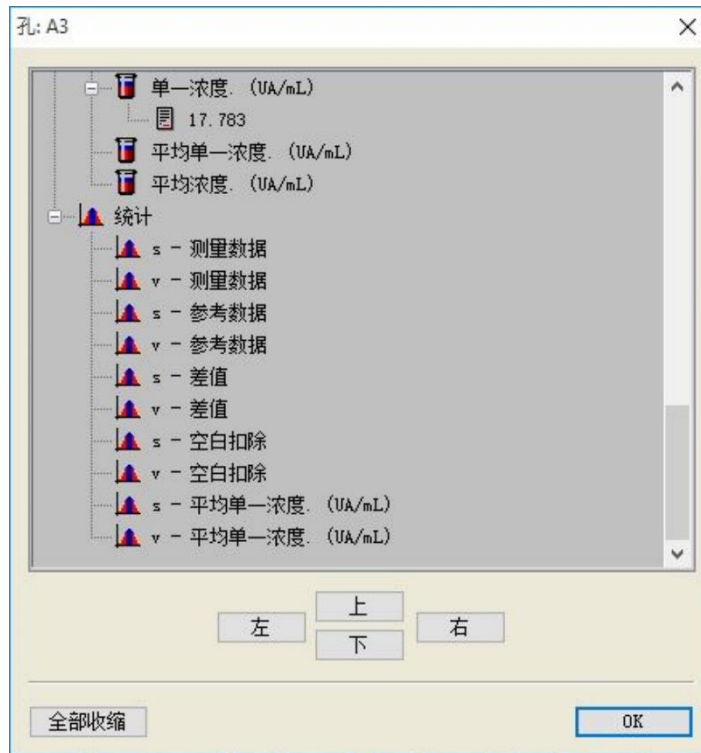 孔: A3
单一浓度. (UA/mL)
17.783
平均单一浓度. (UA/mL)
平均浓度. (UA/mL)
统计
s - 测里数据
v - 测里数据
s - 参考数据
v - 参考数据
s - 差值
v - 差值
s - 空白扣除
v - 空白扣除
s - 平均单一浓度. (UA/mL)
v - 平均单一浓度. (UA/mL)
上
左
右
下
全部收缩
OK